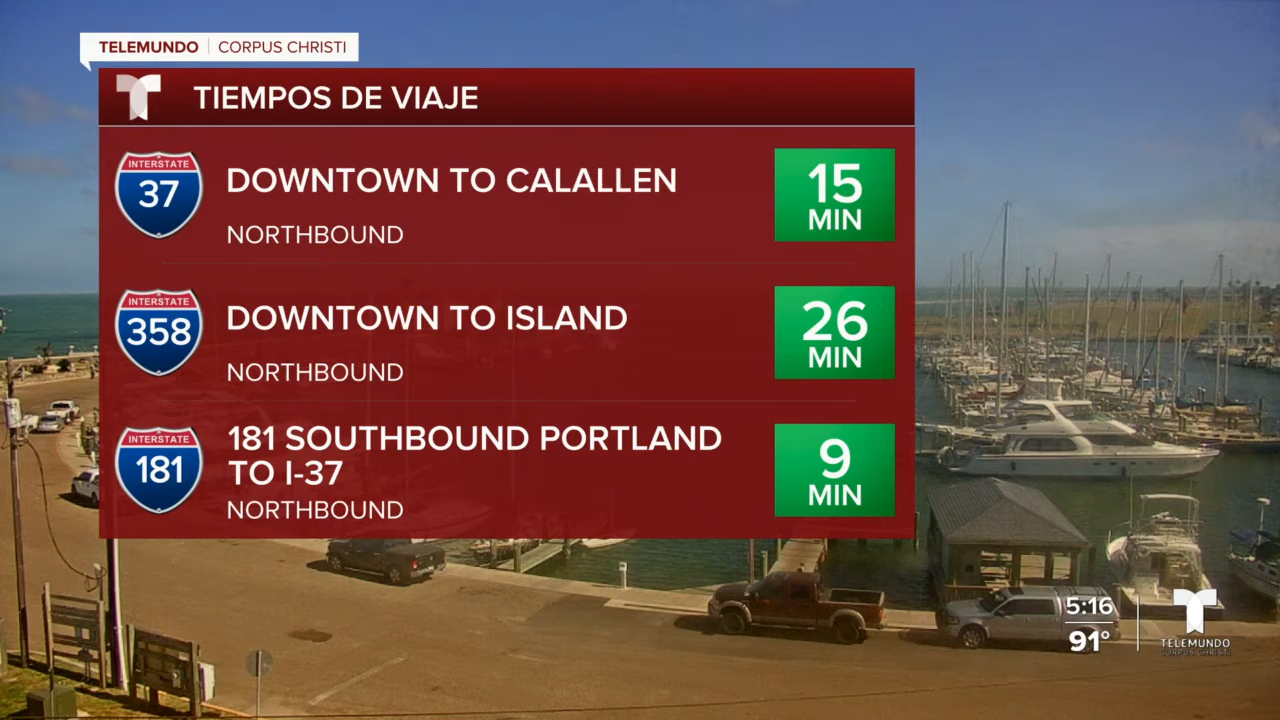 TELEMUNDO | CORPUS CHRISTI
TIEMPOS DE VIAJE
INTERSTATE
37
DOWNTOWN TO CALALLEN
NORTHBOUND
15
MIN
INTERSTATE
358
DOWNTOWN TO ISLAND
NORTHBOUND
26
MIN
INTERSTATE
181
181 SOUTHBOUND PORTLAND
TO I-37
NORTHBOUND
9
MIN
5:16
91°
TELEMUNDO
CORPUS CHRISTI